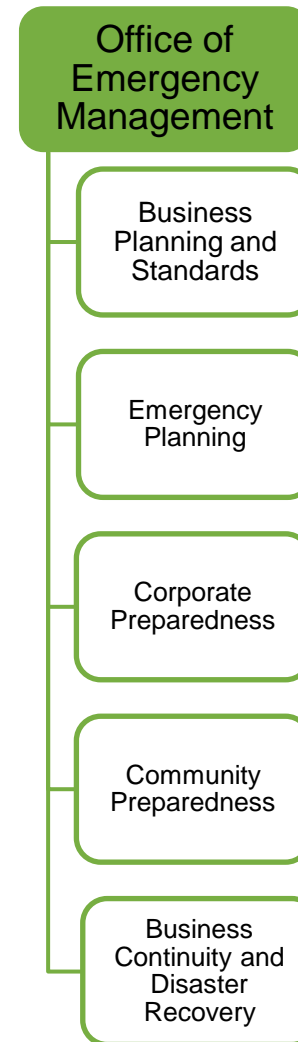 Office of
Emergency
Management
Business
Planning and
Standards
Emergency
Planning
Corporate
Preparedness
Community
Preparedness
Business
Continuity and
Disaster
Recovery